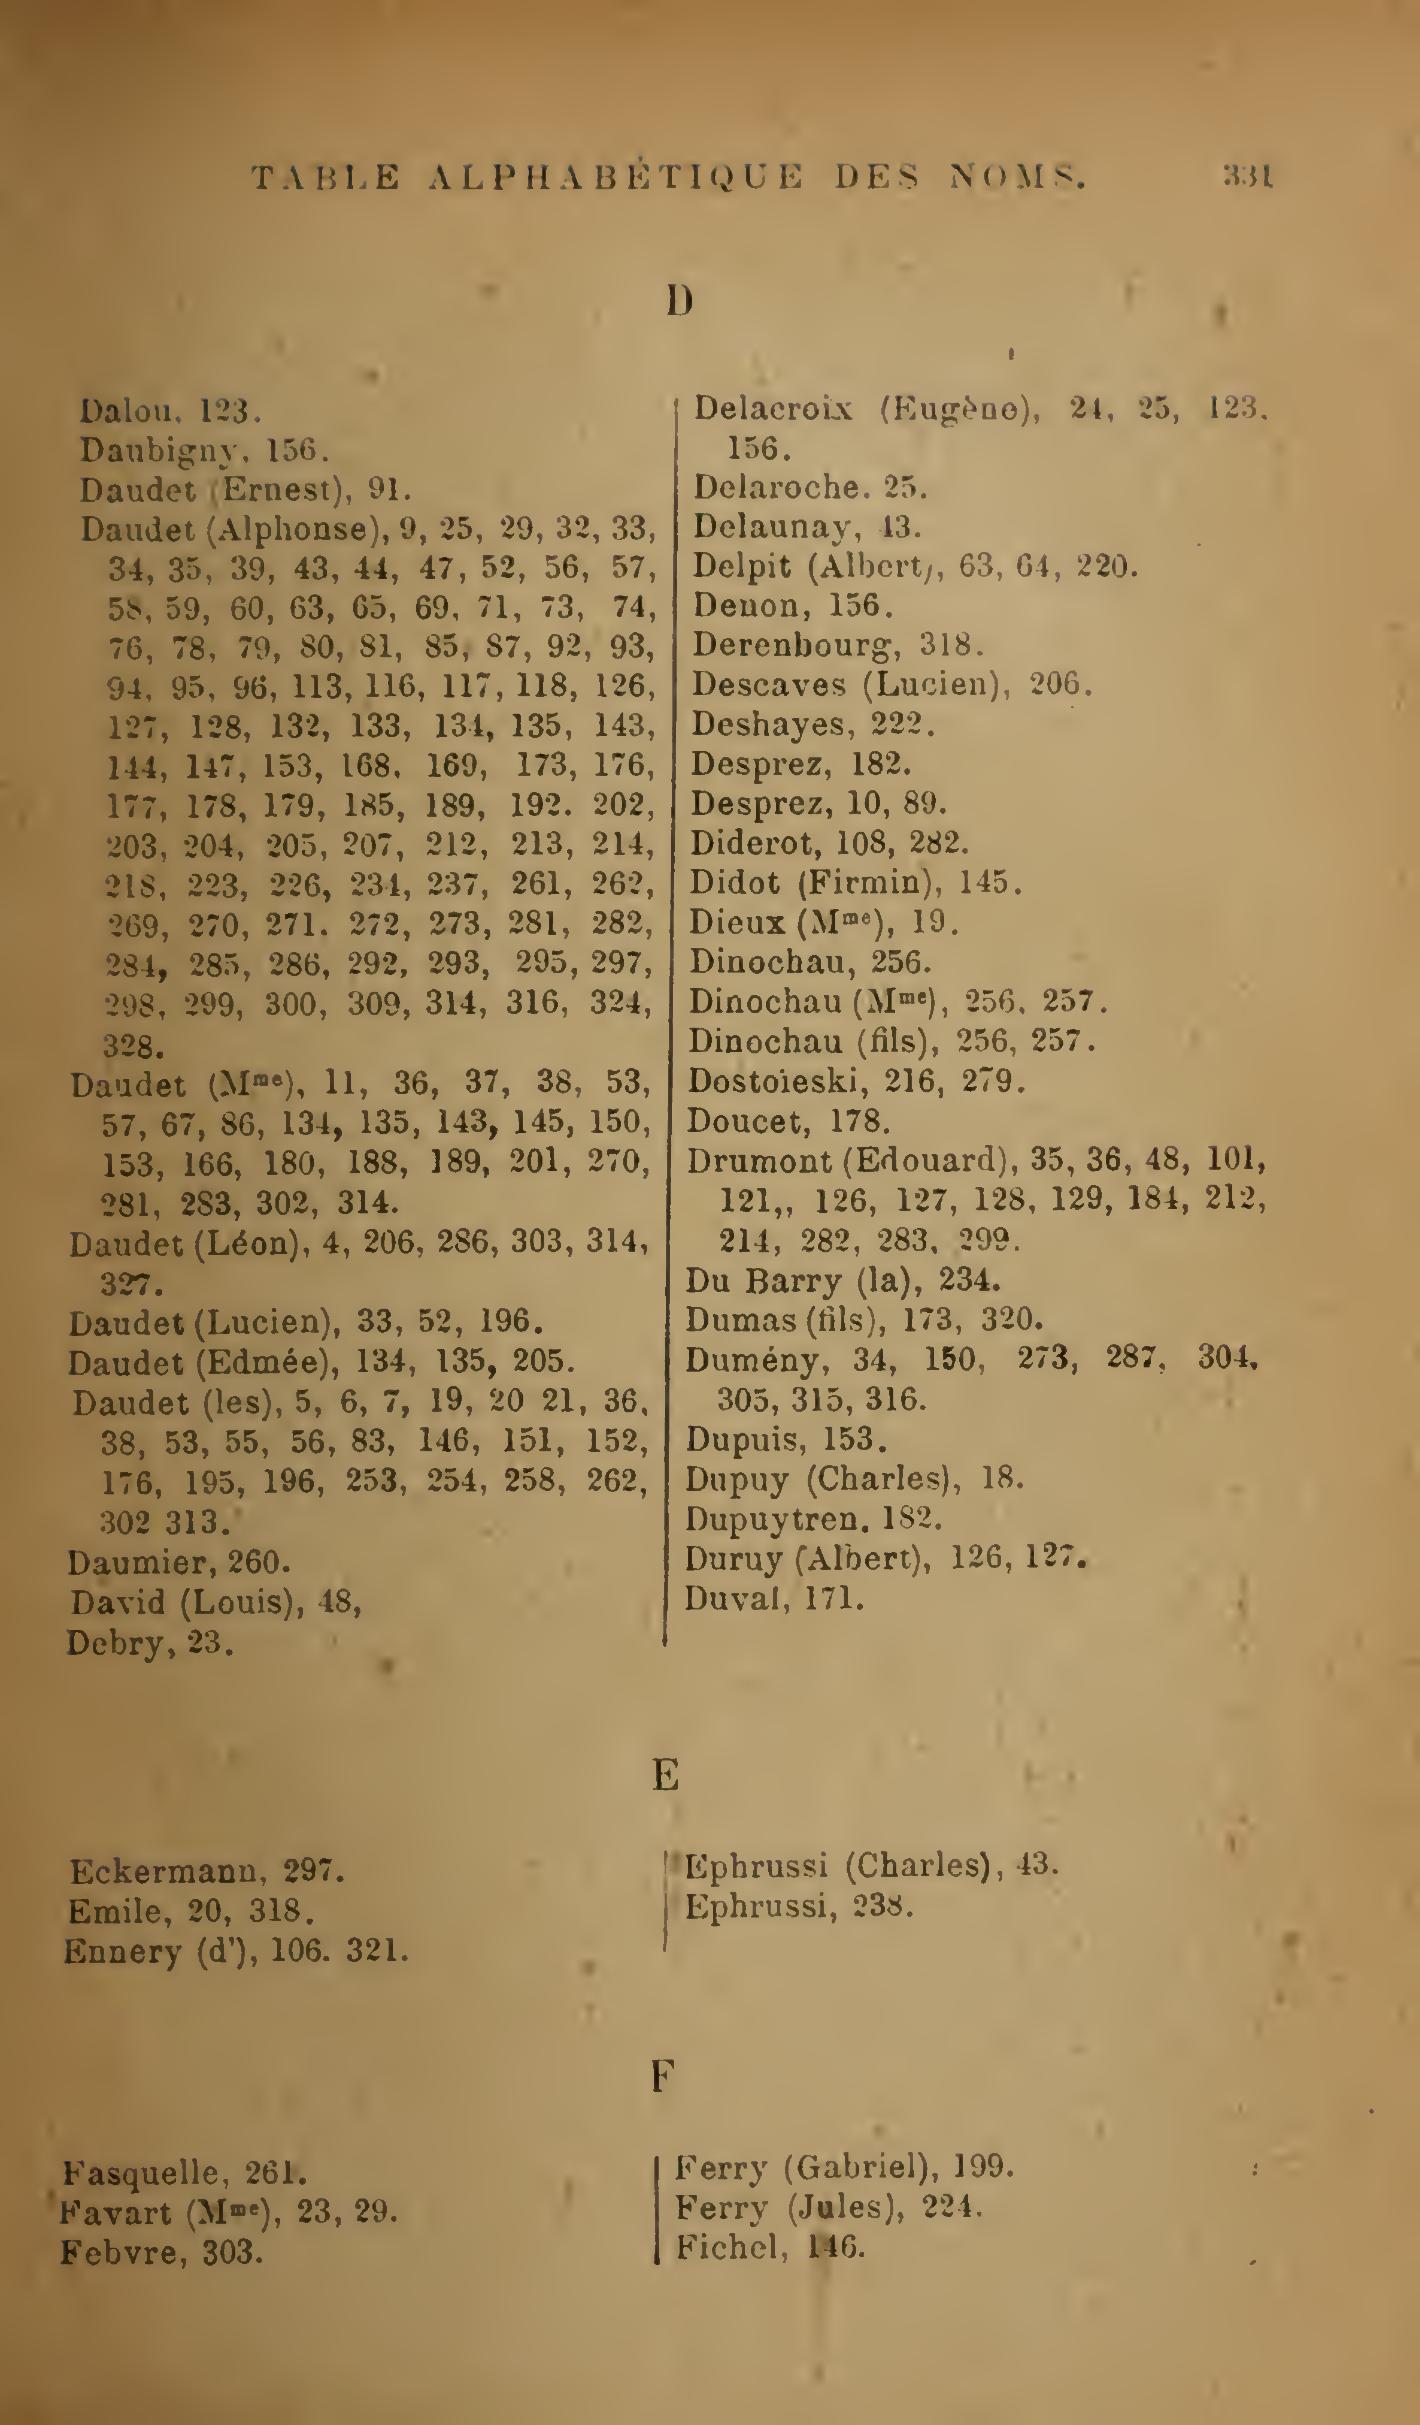 TABLE ALPHABÉTIQUE DES NOMS. 331
D
Dalou, 123.
Daubigny, 156.
Daudet (Ernest), 91.
Daudet (Alphonse), 9, 25, 29, 32, 33,
34, 35, 39, 43, 44, 47, 52, 56, 57,
58, 59, 60, 63, 65, 69, 71, 73, 74,
76, 78, 79, 80, 81, 85, 87, 92, 93,
94, 95, 96, 113, 116, 117, 118, 126,
127, 128, 132, 133, 134, 135, 143,
144, 147, 153, 168, 169, 173, 176,
177, 178, 179, 185, 189, 192. 202,
203, 204, 205, 207, 212, 213, 214,
218, 223, 226, 234, 237, 261, 262,
269, 270, 271. 272, 273, 281, 282,
284, 285, 286, 292, 293, 295, 297,
298, 299, 300, 309, 314, 316, 324,
328.
Daudet (Mme), 11, 36, 37, 38, 53,
57, 67, 86, 134, 135, 143, 145, 150,
153, 166, 180, 188, 189, 201, 270,
281, 283, 302, 314.
Daudet (Léon), 4, 206, 286, 303, 314,
327.
Daudet (Lucien), 33, 52, 196.
Daudet (Edmée), 134, 135, 205.
Daudet (les), 5, 6, 7, 19, 20 21, 36,
38, 53, 55, 56, 83, 146, 151, 152,
176, 195, 196, 253, 254, 258, 262,
302 313.
Daumier, 260.
David (Louis), 48,
Debry, 23.
Delacroix (Eugène), 24, 25, 123,
156.
Delaroche. 25.
Delaunay, 43.
Delpit (Albert), 63, 64, 220.
Denon, 156.
Derenbourg, 318.
Descaves (Lucien), 206.
Deshayes, 222.
Desprez, 182.
Desprez, 10, 89.
Diderot, 108, 282.
Didot (Firmin), 145.
Dieux (Mme), 19.
Dinochau, 256.
Dinochau (Mme), 256, 257.
Dinochau (fils), 256, 257.
Dostoieski, 216, 279.
Doucet, 178.
Drumont (Edouard), 35, 36, 48, 101,
121,, 126, 127, 128, 129, 184, 212,
214, 282, 283, 299.
Du Barry (la), 234.
Dumas (fils), 173, 320.
Dumény, 34, 150, 273, 287, 304,
305, 315, 316.
Dupuis, 153.
Dupuy (Charles), 18.
Dupuytren. 182.
Duruy (Albert), 126, 127.
Duval, 171.
E
Eckermann, 297.
Emile, 20, 318.
Ennery (d'), 106. 321.
Ephrussi (Charles), 43.
Ephrussi, 238.
F
Fasquelle, 261.
Favart (Mme), 23, 29.
Febvre, 303.
Ferry (Gabriel), 199.
Ferry (Jules), 224.
Fichel, 146.